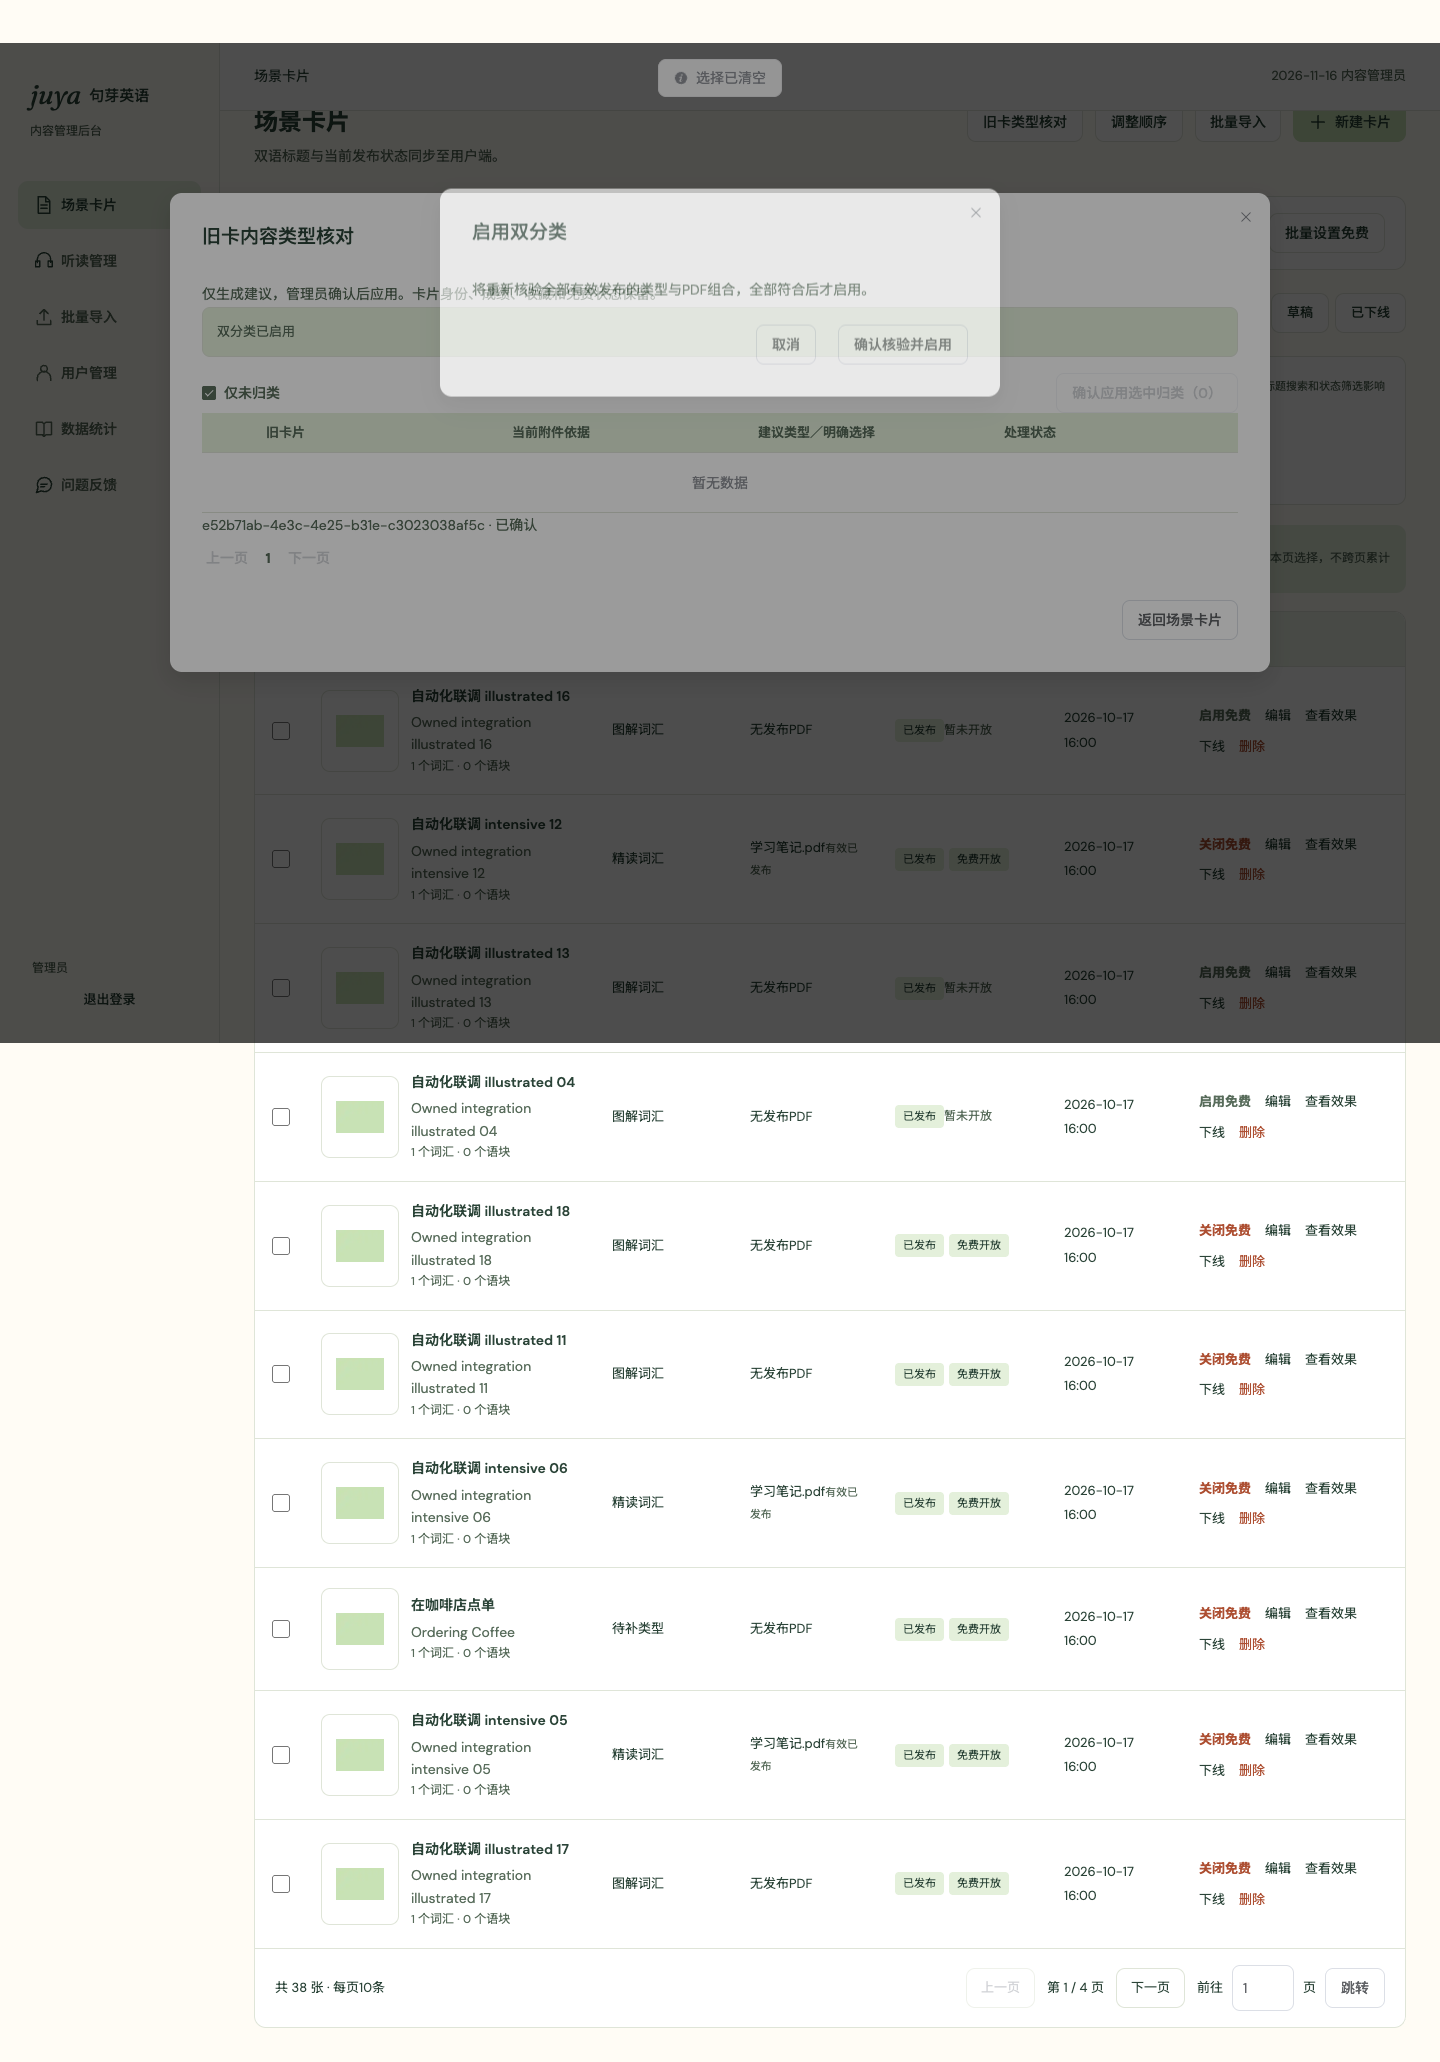 juya 句芽英语
内容管理后台
场景卡片
听读管理
批量导入
用户管理
数据统计
问题反馈
管理员
退出登录
场景卡片
选择已清空
2026-11-16 内容管理员
场景卡片
双语标题与当前发布状态同步至用户端。
旧卡类型核对
调整顺序
批量导入
新建卡片
批量设置免费
草稿
已下线
标题搜索和状态筛选影响
本页选择，不跨页累计
旧卡内容类型核对
仅生成建议，管理员确认后应用。卡片身份、成绩、收藏和免费状态保留。
双分类已启用
仅未归类
确认应用选中归类（0）
旧卡片 当前附件依据 建议类型／明确选择 处理状态
暂无数据
e52b71ab-4e3c-4e25-b31e-c3023038af5c · 已确认
上一页 1 下一页
返回场景卡片
启用双分类
将重新核验全部有效发布的类型与PDF组合，全部符合后才启用。
取消
确认核验并启用
自动化联调 illustrated 16
Owned integration
illustrated 16
1 个词汇 · 0 个语块
图解词汇
无发布PDF
已发布 暂未开放
2026-10-17
16:00
启用免费 编辑 查看效果
下线 删除
自动化联调 intensive 12
Owned integration
intensive 12
1 个词汇 · 0 个语块
精读词汇
学习笔记.pdf有效已
发布
已发布 免费开放
2026-10-17
16:00
关闭免费 编辑 查看效果
下线 删除
自动化联调 illustrated 13
Owned integration
illustrated 13
1 个词汇 · 0 个语块
图解词汇
无发布PDF
已发布 暂未开放
2026-10-17
16:00
启用免费 编辑 查看效果
下线 删除
自动化联调 illustrated 04
Owned integration
illustrated 04
1 个词汇 · 0 个语块
图解词汇
无发布PDF
已发布 暂未开放
2026-10-17
16:00
启用免费 编辑 查看效果
下线 删除
自动化联调 illustrated 18
Owned integration
illustrated 18
1 个词汇 · 0 个语块
图解词汇
无发布PDF
已发布 免费开放
2026-10-17
16:00
关闭免费 编辑 查看效果
下线 删除
自动化联调 illustrated 11
Owned integration
illustrated 11
1 个词汇 · 0 个语块
图解词汇
无发布PDF
已发布 免费开放
2026-10-17
16:00
关闭免费 编辑 查看效果
下线 删除
自动化联调 intensive 06
Owned integration
intensive 06
1 个词汇 · 0 个语块
精读词汇
学习笔记.pdf有效已
发布
已发布 免费开放
2026-10-17
16:00
关闭免费 编辑 查看效果
下线 删除
在咖啡店点单
Ordering Coffee
1 个词汇 · 0 个语块
待补类型
无发布PDF
已发布 免费开放
2026-10-17
16:00
关闭免费 编辑 查看效果
下线 删除
自动化联调 intensive 05
Owned integration
intensive 05
1 个词汇 · 0 个语块
精读词汇
学习笔记.pdf有效已
发布
已发布 免费开放
2026-10-17
16:00
关闭免费 编辑 查看效果
下线 删除
自动化联调 illustrated 17
Owned integration
illustrated 17
1 个词汇 · 0 个语块
图解词汇
无发布PDF
已发布 免费开放
2026-10-17
16:00
关闭免费 编辑 查看效果
下线 删除
共 38 张 · 每页10条
上一页 第 1 / 4 页 下一页 前往 1 页 跳转